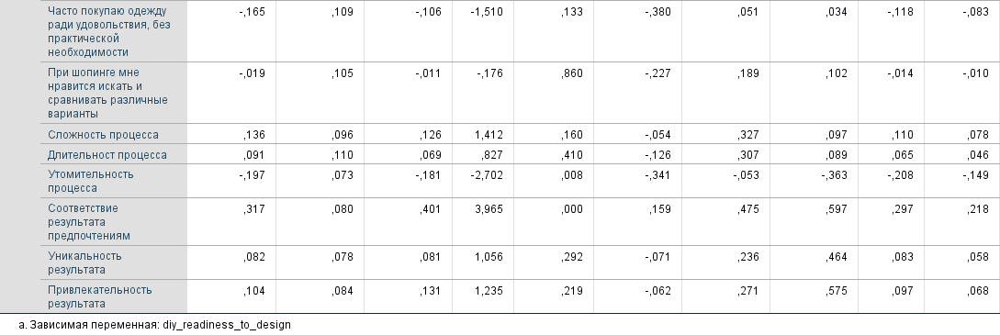 Часто покупаю одежду -,165 ,109 -,106 -1,510 ,133 -,380 ,051 ,034 -,118 -,083
ради удовольствия, без
практической
необходимости
При шопинге мне -,019 ,105 -,011 -,176 ,860 -,227 ,189 ,102 -,014 -,010
нравится искать и
сравнивать различные
варианты
Сложность процесса ,136 ,096 ,126 1,412 ,160 -,054 ,327 ,097 ,110 ,078
Длительност процесса ,091 ,110 ,069 ,827 ,410 -,126 ,307 ,089 ,065 ,046
Утомительность -,197 ,073 -,181 -2,702 ,008 -,341 -,053 -,363 -,208 -,149
процесса
Соответствие ,317 ,080 ,401 3,965 ,000 ,159 ,475 ,597 ,297 ,218
результата
предпочтениям
Уникальность ,082 ,078 ,081 1,056 ,292 -,071 ,236 ,464 ,083 ,058
результата
Привлекательность ,104 ,084 ,131 1,235 ,219 -,062 ,271 ,575 ,097 ,068
результата
a. Зависимая переменная: diy_readiness_to_design